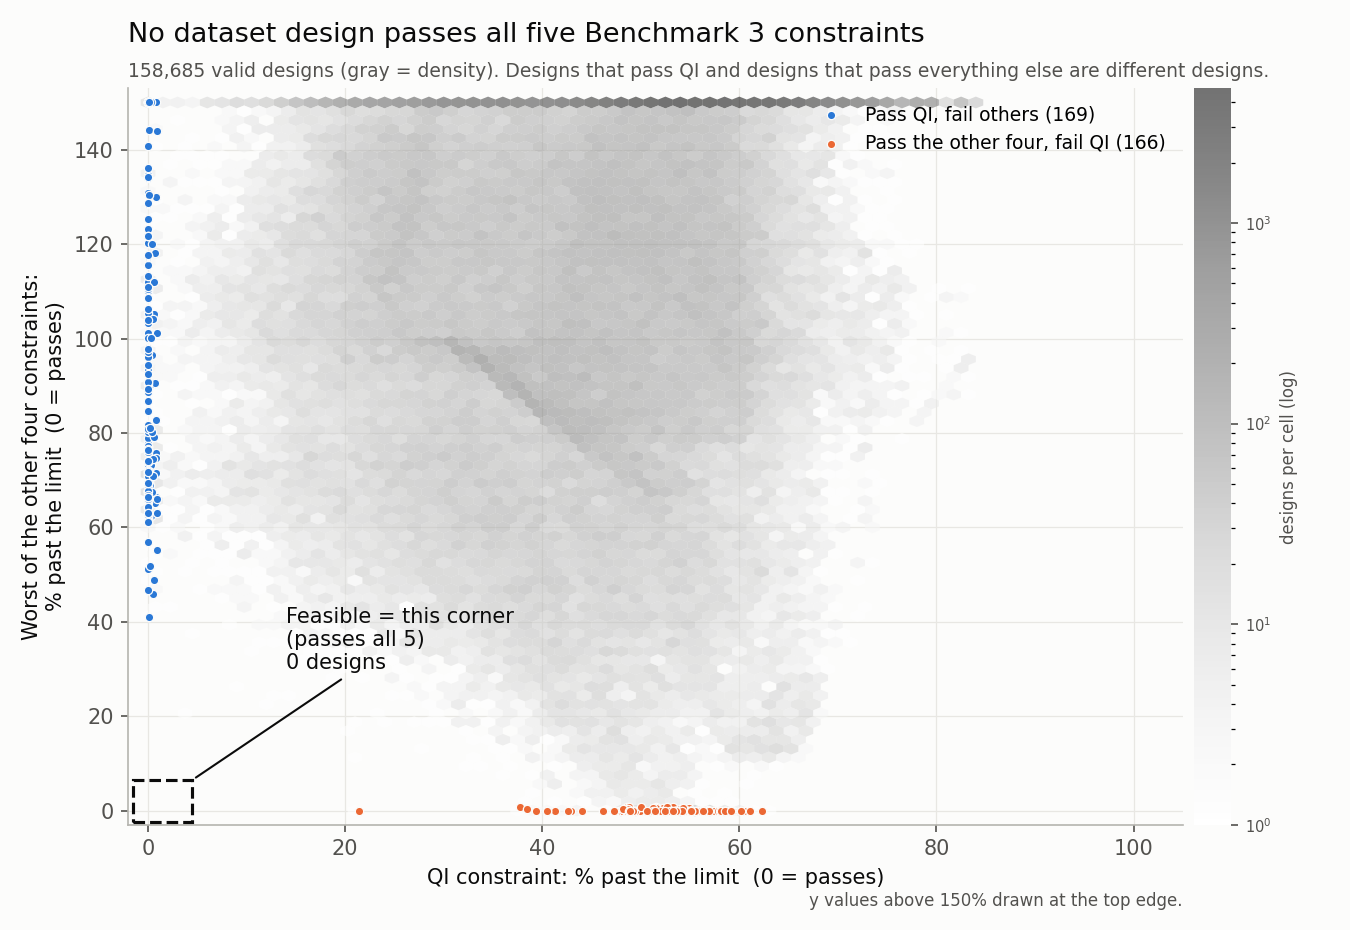 No dataset design passes all five Benchmark 3 constraints
158,685 valid designs (gray = density). Designs that pass QI and designs that pass everything else are different designs.
Pass QI, fail others (169)
Pass the other four, fail QI (166)
140
120
100
80
60
40
20
0
Worst of the other four constraints:
% past the limit (0 = passes)
Feasible = this corner
(passes all 5)
0 designs
0
20
40
60
80
100
QI constraint: % past the limit (0 = passes)
y values above 150% drawn at the top edge.
10³
10²
10¹
10⁰
designs per cell (log)